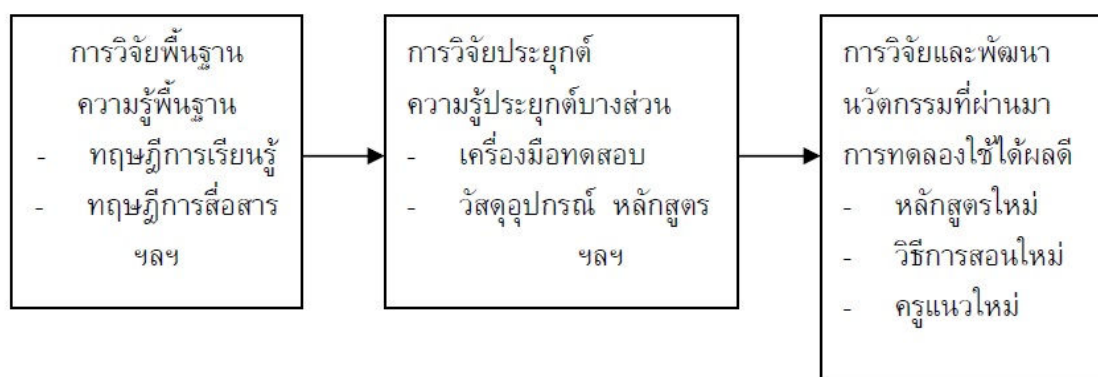 การวิจัยพื้นฐาน
ความรู้พื้นฐาน
- ทฤษฎีการเรียนรู้
- ทฤษฎีการสื่อสาร
ฯลฯ
การวิจัยประยุกต์
ความรู้ประยุกต์บางส่วน
- เครื่องมือทดสอบ
- วัสดุอุปกรณ์ หลักสูตร
ฯลฯ
การวิจัยและพัฒนา
นวัตกรรมที่ผ่านมา
การทดลองใช้ได้ผลดี
- หลักสูตรใหม่
- วิธีการสอนใหม่
- ครูแนวใหม่